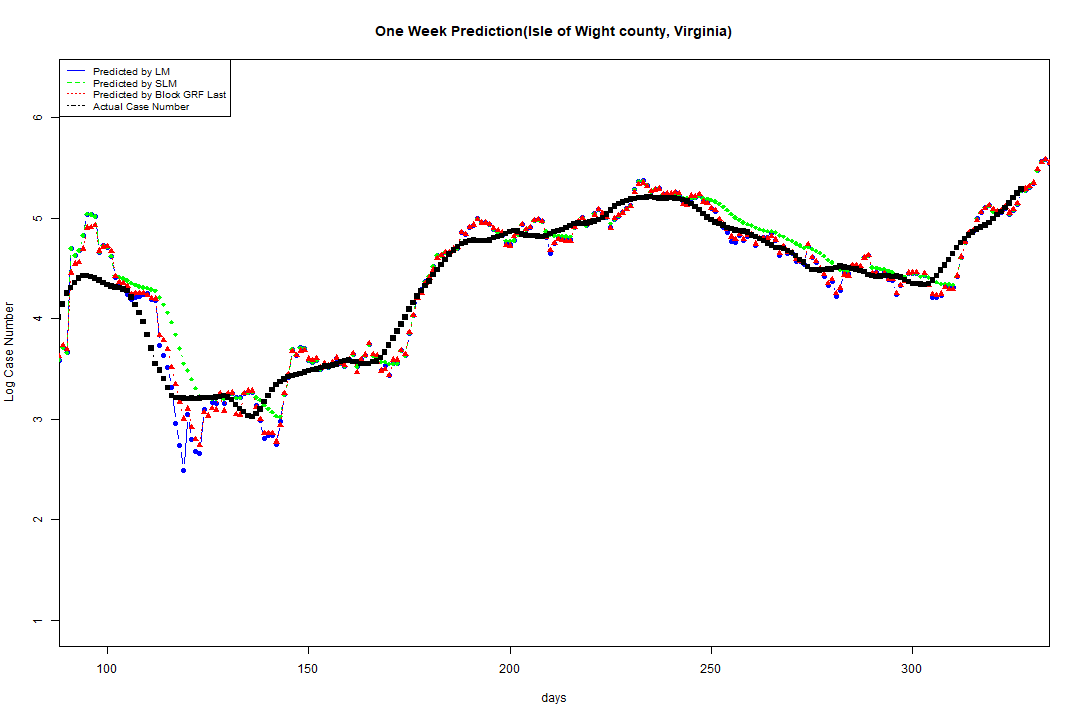 One Week Prediction(Isle of Wight county, Virginia)
Predicted by LM
Predicted by SLM
Predicted by Block GRF Last
Actual Case Number
6
5
4
3
2
1
Log Case Number
100 150 200 250 300
days